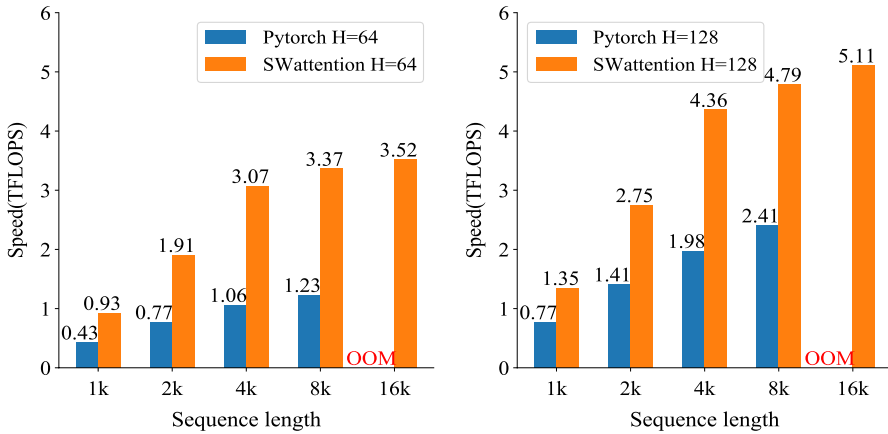 Pytorch H=64
SWattention H=64
Speed(TFLOPS)
6
5
4
3
2
1
0
0.43
0.93
0.77
1.91
1.06
3.07
1.23
3.37
OOM
3.52
1k
2k
4k
8k
16k
Sequence length
Pytorch H=128
SWattention H=128
Speed(TFLOPS)
6
5
4
3
2
1
0
0.77
1.35
1.41
2.75
1.98
4.36
2.41
4.79
OOM
5.11
1k
2k
4k
8k
16k
Sequence length